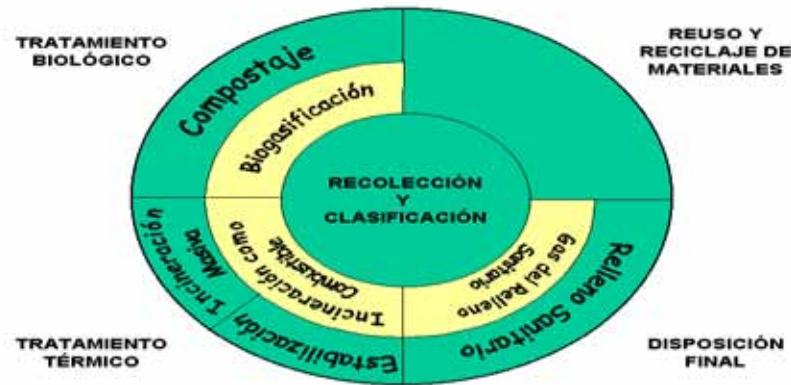 TRATAMIENTO
BIOLÓGICO
REUSO Y
RECICLAJE DE
MATERIALES
Compostaje
Biogasificación
RECOLECCIÓN
Y
CLASIFICACIÓN
Incineración
Masiva
Incineración como
Combustible
Estabilización
Gas del Relleno
Sanitario
Relleno Sanitario
TRATAMIENTO
TÉRMICO
DISPOSICIÓN
FINAL